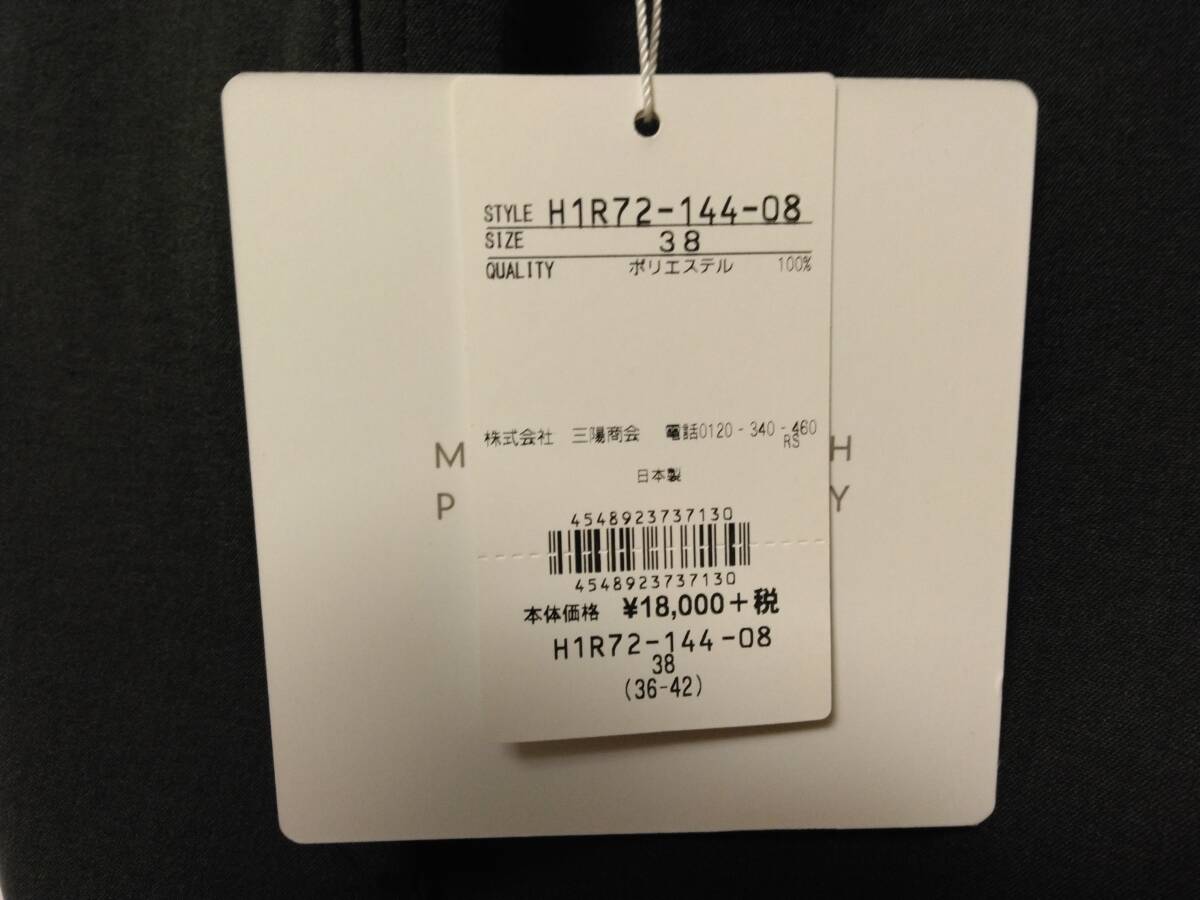 STYLE H1R72-144-08
SIZE 38
QUALITY ポリエステル 100%
株式会社 三陽商会 電話0120-340-460
RS
M H
日本製
P Y
4548923737130
4548923737130
本体価格 ¥18,000+税
H1R72-144-08
38
(36-42)